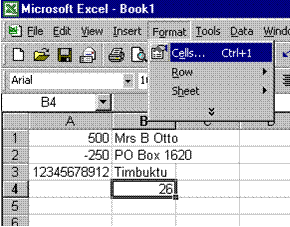 Microsoft Excel - Book1
File Edit View Insert Format Tools Data Window
Cells... Ctrl+1
Arial
Row
B4
Sheet
A B C D
1 500 Mrs B Otto
2 -250 PO Box 1620
3 12345678912 Timbuktu
4 26
5
6